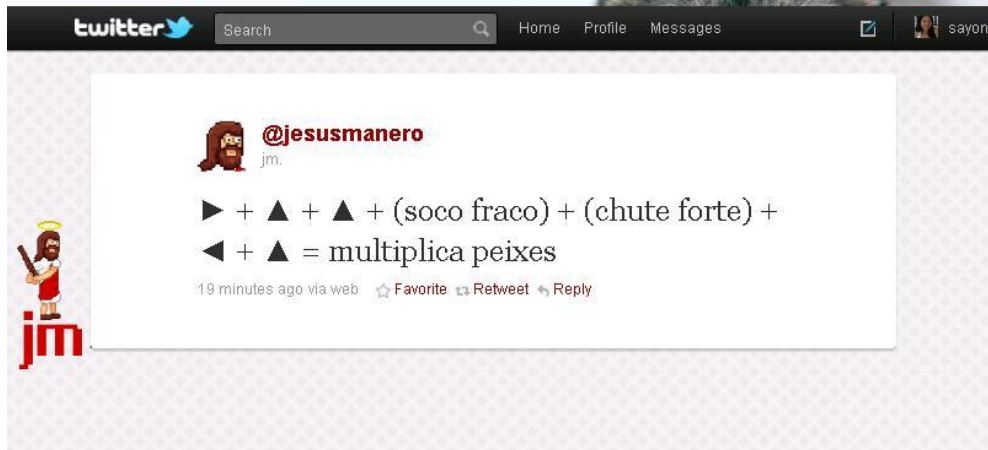 twitter Search Home Profile Messages sayon
@jesusmanero
jm.
► + ▲ + ▲ + (soco fraco) + (chute forte) +
◄ + ▲ = multiplica peixes
19 minutes ago via web Favorite Retweet Reply
jm